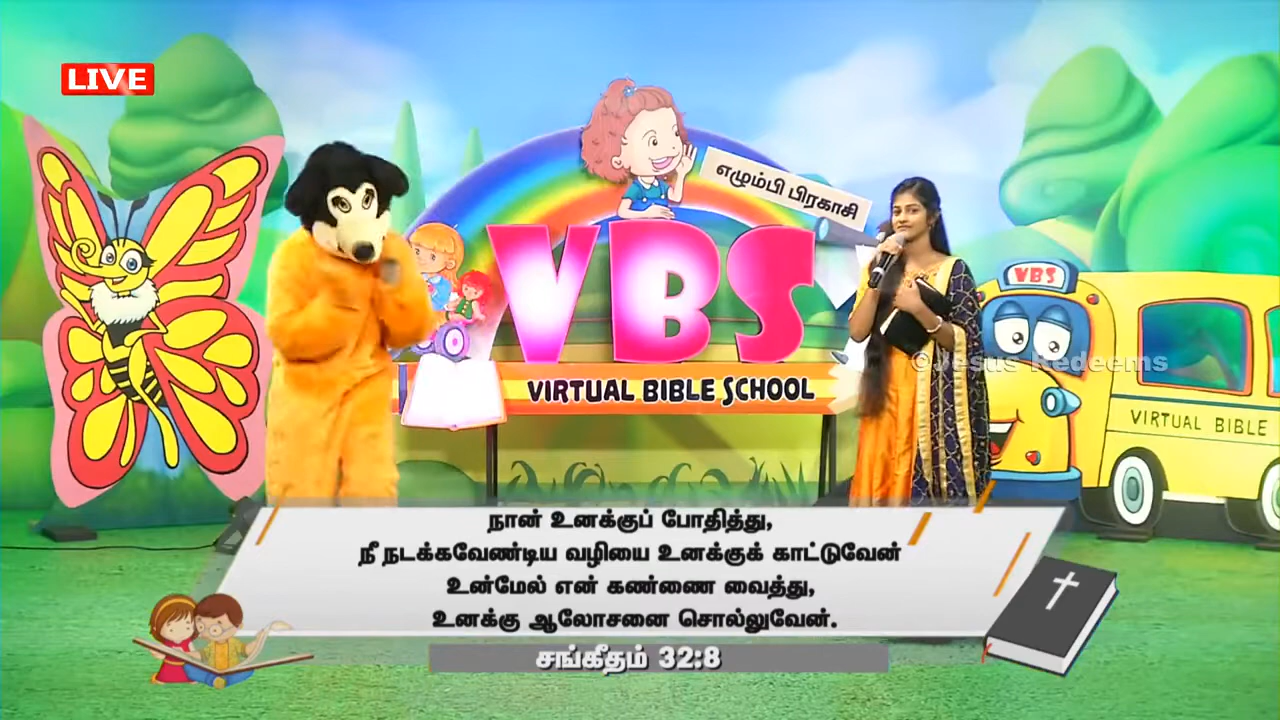 LIVE
எழும்பி பிரகாசி
VBS
VBS
©Jesus Redeems
VIRTUAL BIBLE SCHOOL
VIRTUAL BIBLE
நான் உனக்குப் போதித்து,
நீ நடக்கவேண்டிய வழியை உனக்குக் காட்டுவேன்
உன்மேல் என் கண்ணை வைத்து,
உனக்கு ஆலோசனை சொல்லுவேன்.
சங்கீதம் 32:8